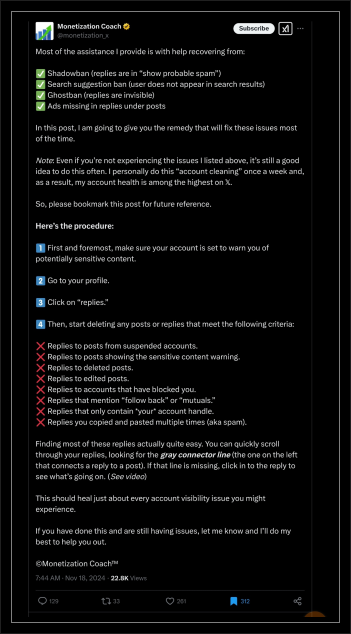 Monetization Coach
@monetization_x
Subscribe
Most of the assistance I provide is with help recovering from:
✅ Shadowban (replies are in "show probable spam")
✅ Search suggestion ban (user does not appear in search results)
✅ Ghostban (replies are invisible)
✅ Ads missing in replies under posts
In this post, I am going to give you the remedy that will fix these issues most
of the time.
Note: Even if you're not experiencing the issues I listed above, it's still a good
idea to do this often. I personally do this "account cleaning" once a week and,
as a result, my account health is among the highest on 𝕏.
So, please bookmark this post for future reference.
Here's the procedure:
1️⃣ First and foremost, make sure your account is set to warn you of
potentially sensitive content.
2️⃣ Go to your profile.
3️⃣ Click on "replies."
4️⃣ Then, start deleting any posts or replies that meet the following criteria:
❌ Replies to posts from suspended accounts.
❌ Replies to posts showing the sensitive content warning.
❌ Replies to deleted posts.
❌ Replies to edited posts.
❌ Replies to accounts that have blocked you.
❌ Replies that mention "follow back" or "mutuals."
❌ Replies that only contain *your* account handle.
❌ Replies you copied and pasted multiple times (aka spam).
Finding most of these replies actually quite easy. You can quickly scroll
through your replies, looking for the gray connector line (the one on the left
that connects a reply to a post). If that line is missing, click in to the reply to
see what's going on. (See video)
This should heal just about every account visibility issue you might
experience.
If you have done this and are still having issues, let me know and I'll do my
best to help you out.
©Monetization Coach™
7:44 AM · Nov 18, 2024 · 22.8K Views
129 33 261 312